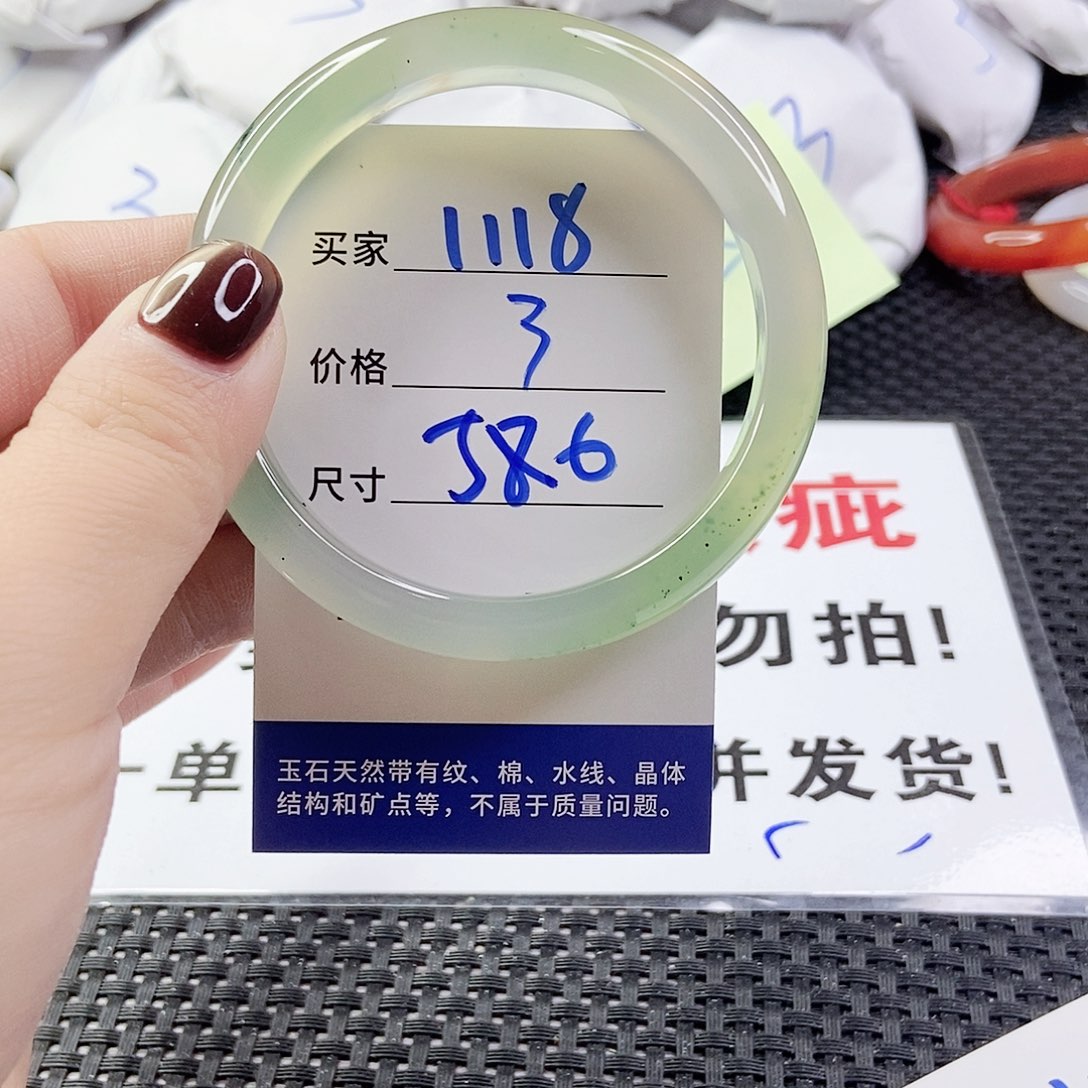 买家 1118
价格 3
尺寸 58.6
玉石天然带有纹、棉、水线、晶体
结构和矿点等，不属于质量问题。
疵
勿拍!
一单
并发货!
3
3